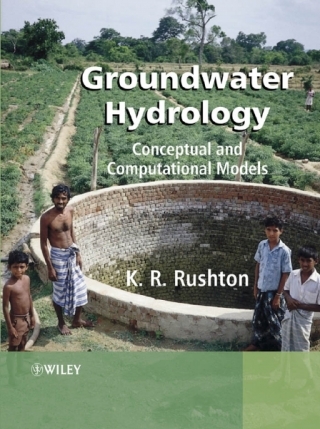 Groundwater
Hydrology
Conceptual and
Computational Models
K. R. Rushton
WILEY